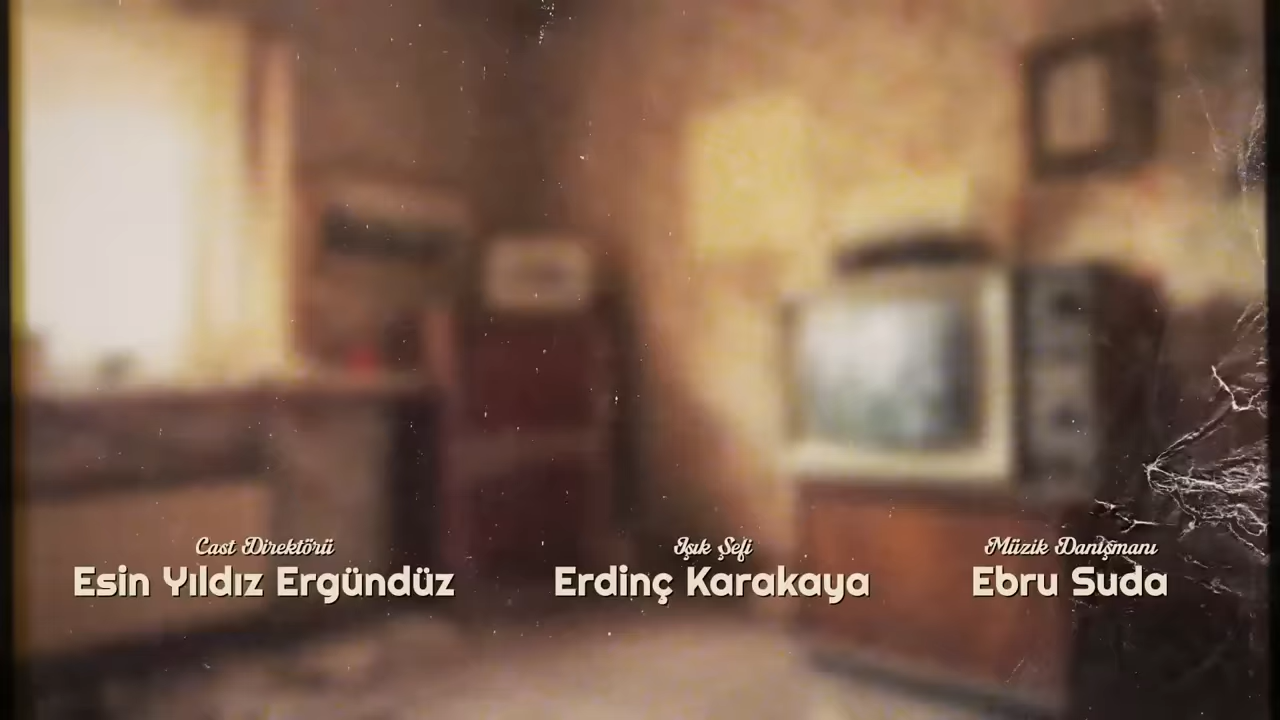 Cast Direktörü
Esin Yıldız Ergündüz
Işık Şefi
Erdinç Karakaya
Müzik Danışmanı
Ebru Suda